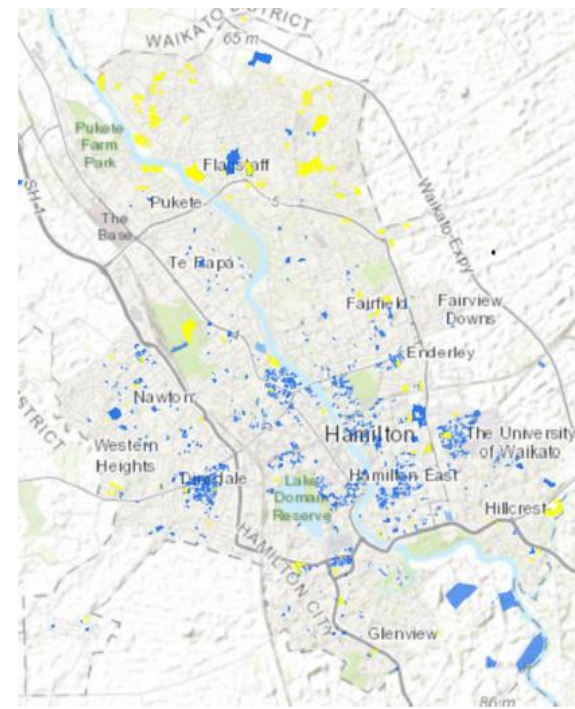 WAIKATO DISTRICT
65 m
Pukete
Farm
Park
Flagstaff
SH-1
Pukete
5
The
Base
Waikato Expy
Te Rapa
Fairfield
Fairview
Downs
Enderley
Nawton
Hamilton
The University
of Waikato
Western
Heights
Dinsdale
Lake
Domain
Reserve
Hamilton East
Hillcrest
HAMILTON CITY
Glenview
86 m